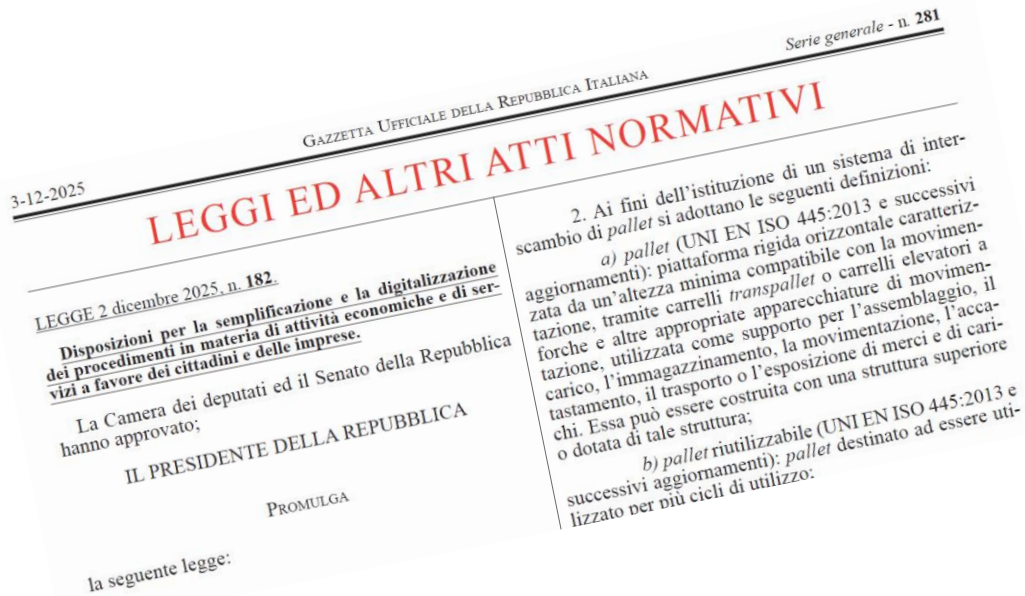 3-12-2025
GAZZETTA UFFICIALE DELLA REPUBBLICA ITALIANA
Serie generale - n. 281
LEGGI ED ALTRI ATTI NORMATIVI
LEGGE 2 dicembre 2025, n. 182.
Disposizioni per la semplificazione e la digitalizzazione
dei procedimenti in materia di attività economiche e di ser-
vizi a favore dei cittadini e delle imprese.
La Camera dei deputati ed il Senato della Repubblica
hanno approvato;
IL PRESIDENTE DELLA REPUBBLICA
PROMULGA
la seguente legge:
2. Ai fini dell'istituzione di un sistema di inter-
scambio di pallet si adottano le seguenti definizioni:
a) pallet (UNI EN ISO 445:2013 e successivi
aggiornamenti): piattaforma rigida orizzontale caratteriz-
zata da un'altezza minima compatibile con la movimen-
tazione, tramite carrelli transpallet o carrelli elevatori a
forche e altre appropriate apparecchiature di movimen-
tazione, utilizzata come supporto per l'assemblaggio, il
carico, l'immagazzinamento, la movimentazione, l'acca-
tastamento, il trasporto o l'esposizione di merci e di cari-
chi. Essa può essere costruita con una struttura superiore
o dotata di tale struttura;
b) pallet riutilizzabile (UNI EN ISO 445:2013 e
successivi aggiornamenti): pallet destinato ad essere uti-
lizzato per più cicli di utilizzo;